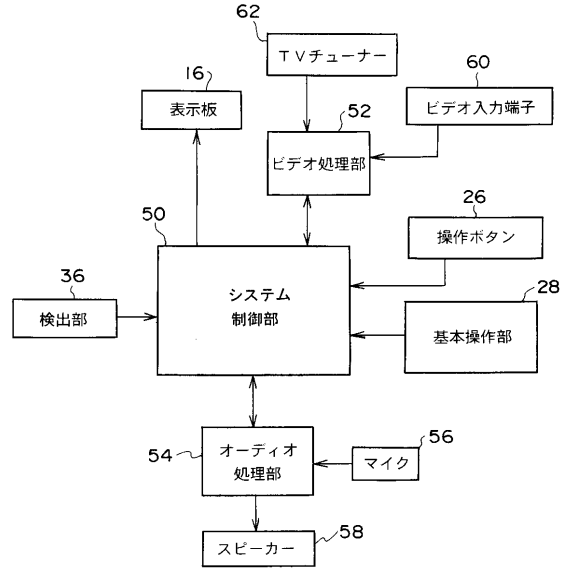 62
TVチューナー
16
表示板
60
ビデオ入力端子
52
ビデオ処理部
50
26
操作ボタン
システム
制御部
36
検出部
28
基本操作部
54
オーディオ
処理部
56
マイク
58
スピーカー